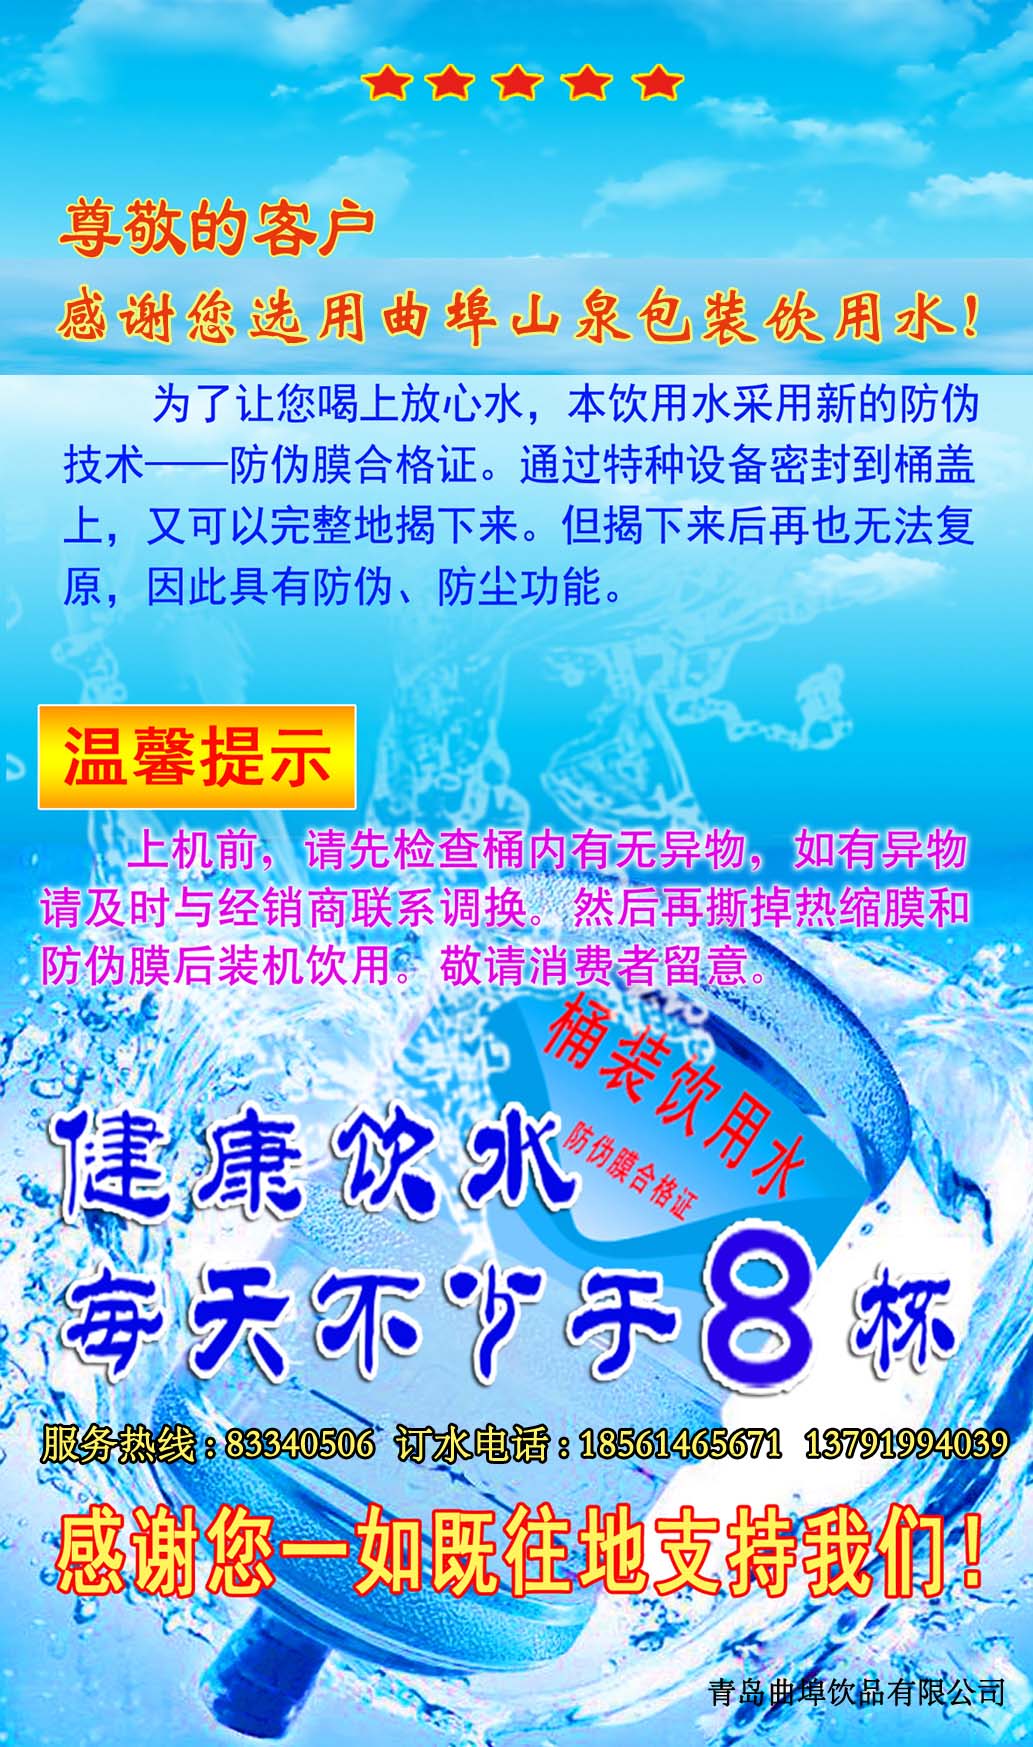 尊敬的客户
感谢您选用曲埠山泉包装饮用水!
为了让您喝上放心水，本饮用水采用新的防伪
技术——防伪膜合格证。通过特种设备密封到桶盖
上，又可以完整地揭下来。但揭下来后再也无法复
原，因此具有防伪、防尘功能。
温馨提示
上机前，请先检查桶内有无异物，如有异物
请及时与经销商联系调换。然后再撕掉热缩膜和
防伪膜后装机饮用。敬请消费者留意。
桶装饮用水
防伪膜合格证
健康饮水
每天不少于8杯
服务热线：83340506 订水电话：18561465671 13791994039
感谢您一如既往地支持我们!
青岛曲埠饮品有限公司